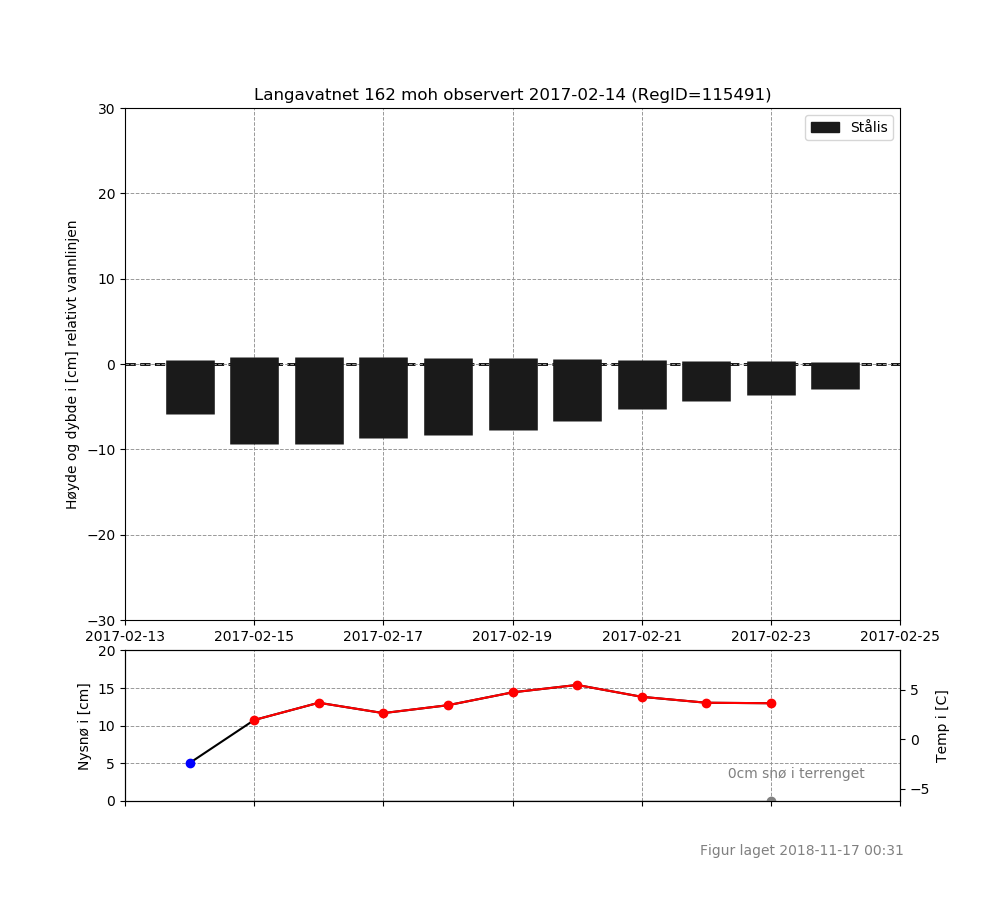 Langavatnet 162 moh observert 2017-02-14 (RegID=115491)
Stålis
Høyde og dybde i [cm] relativt vannlinjen
30
20
10
0
−10
−20
−30
2017-02-13 2017-02-15 2017-02-17 2017-02-19 2017-02-21 2017-02-23 2017-02-25
Nysnø i [cm]
20
15
10
5
0
5
0
−5
Temp i [C]
0cm snø i terrenget
Figur laget 2018-11-17 00:31